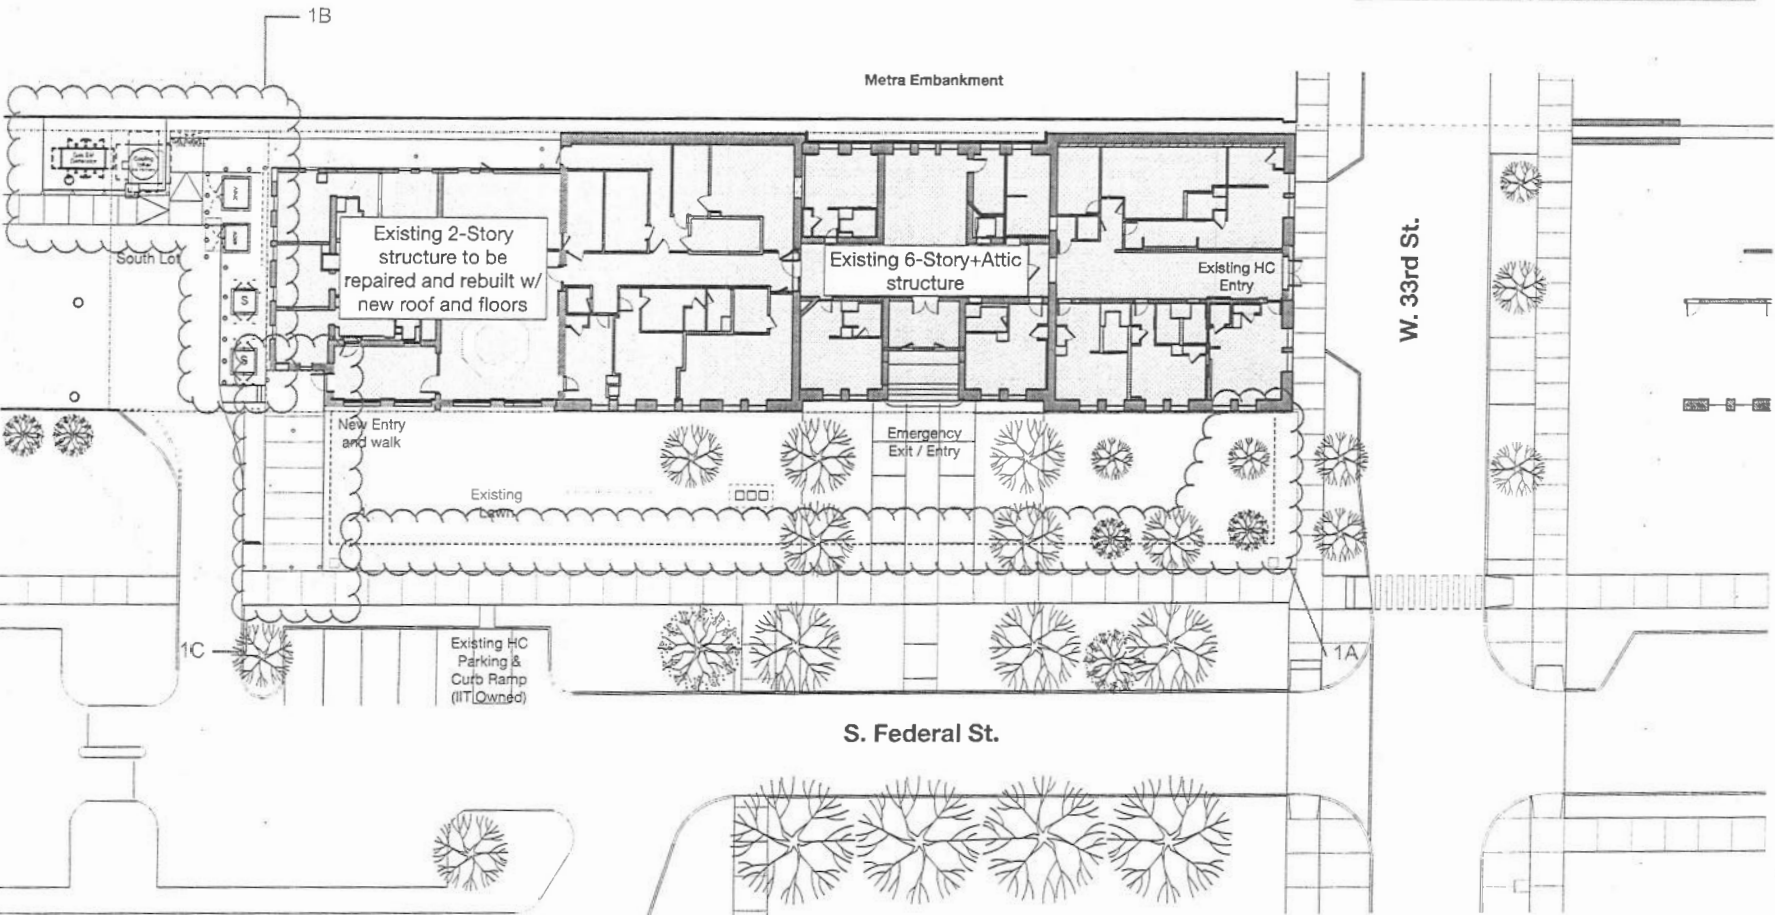 1B
Metra Embankment
South Lot
Existing 2-Story
structure to be
repaired and rebuilt w/
new roof and floors
Existing 6-Story+Attic
structure
Existing HC
Entry
W. 33rd St.
S
S
New Entry
and walk
Emergency
Exit / Entry
Existing
Lawn
1C
Existing HC
Parking &
Curb Ramp
(IIT Owned)
1A
S. Federal St.